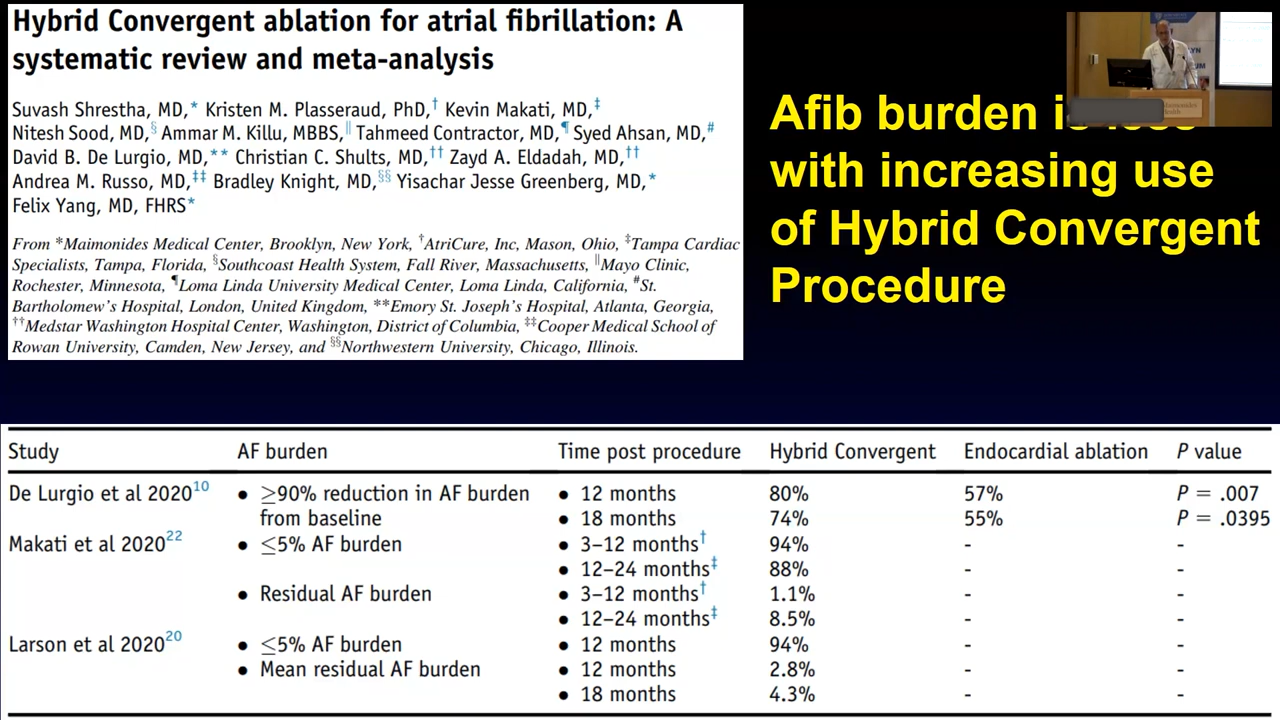 Hybrid Convergent ablation for atrial fibrillation: A
systematic review and meta-analysis
Suvash Shrestha, MD,* Kristen M. Plasseraud, PhD,† Kevin Makati, MD,‡
Nitesh Sood, MD,§ Ammar M. Killu, MBBS,|| Tahmeed Contractor, MD,¶ Syed Ahsan, MD,#
David B. De Lurgio, MD,** Christian C. Shults, MD,†† Zayd A. Eldadah, MD,††
Andrea M. Russo, MD,‡‡ Bradley Knight, MD,§§ Yisachar Jesse Greenberg, MD,*
Felix Yang, MD, FHRS*
From *Maimonides Medical Center, Brooklyn, New York, †AtriCure, Inc, Mason, Ohio, ‡Tampa Cardiac
Specialists, Tampa, Florida, §Southcoast Health System, Fall River, Massachusetts, ||Mayo Clinic,
Rochester, Minnesota, ¶Loma Linda University Medical Center, Loma Linda, California, #St.
Bartholomew's Hospital, London, United Kingdom, **Emory St. Joseph's Hospital, Atlanta, Georgia,
††Medstar Washington Hospital Center, Washington, District of Columbia, ‡‡Cooper Medical School of
Rowan University, Camden, New Jersey, and §§Northwestern University, Chicago, Illinois.
Afib burden is less
with increasing use
of Hybrid Convergent
Procedure
Study AF burden Time post procedure Hybrid Convergent Endocardial ablation P value
De Lurgio et al 2020¹⁰ • ≥90% reduction in AF burden • 12 months 80% 57% P = .007
from baseline • 18 months 74% 55% P = .0395
Makati et al 2020²² • ≤5% AF burden • 3–12 months† 94% - -
• 12–24 months‡ 88% - -
• Residual AF burden • 3–12 months† 1.1% - -
• 12–24 months‡ 8.5% - -
Larson et al 2020²⁰ • ≤5% AF burden • 12 months 94% - -
• Mean residual AF burden • 12 months 2.8% - -
• 18 months 4.3% - -